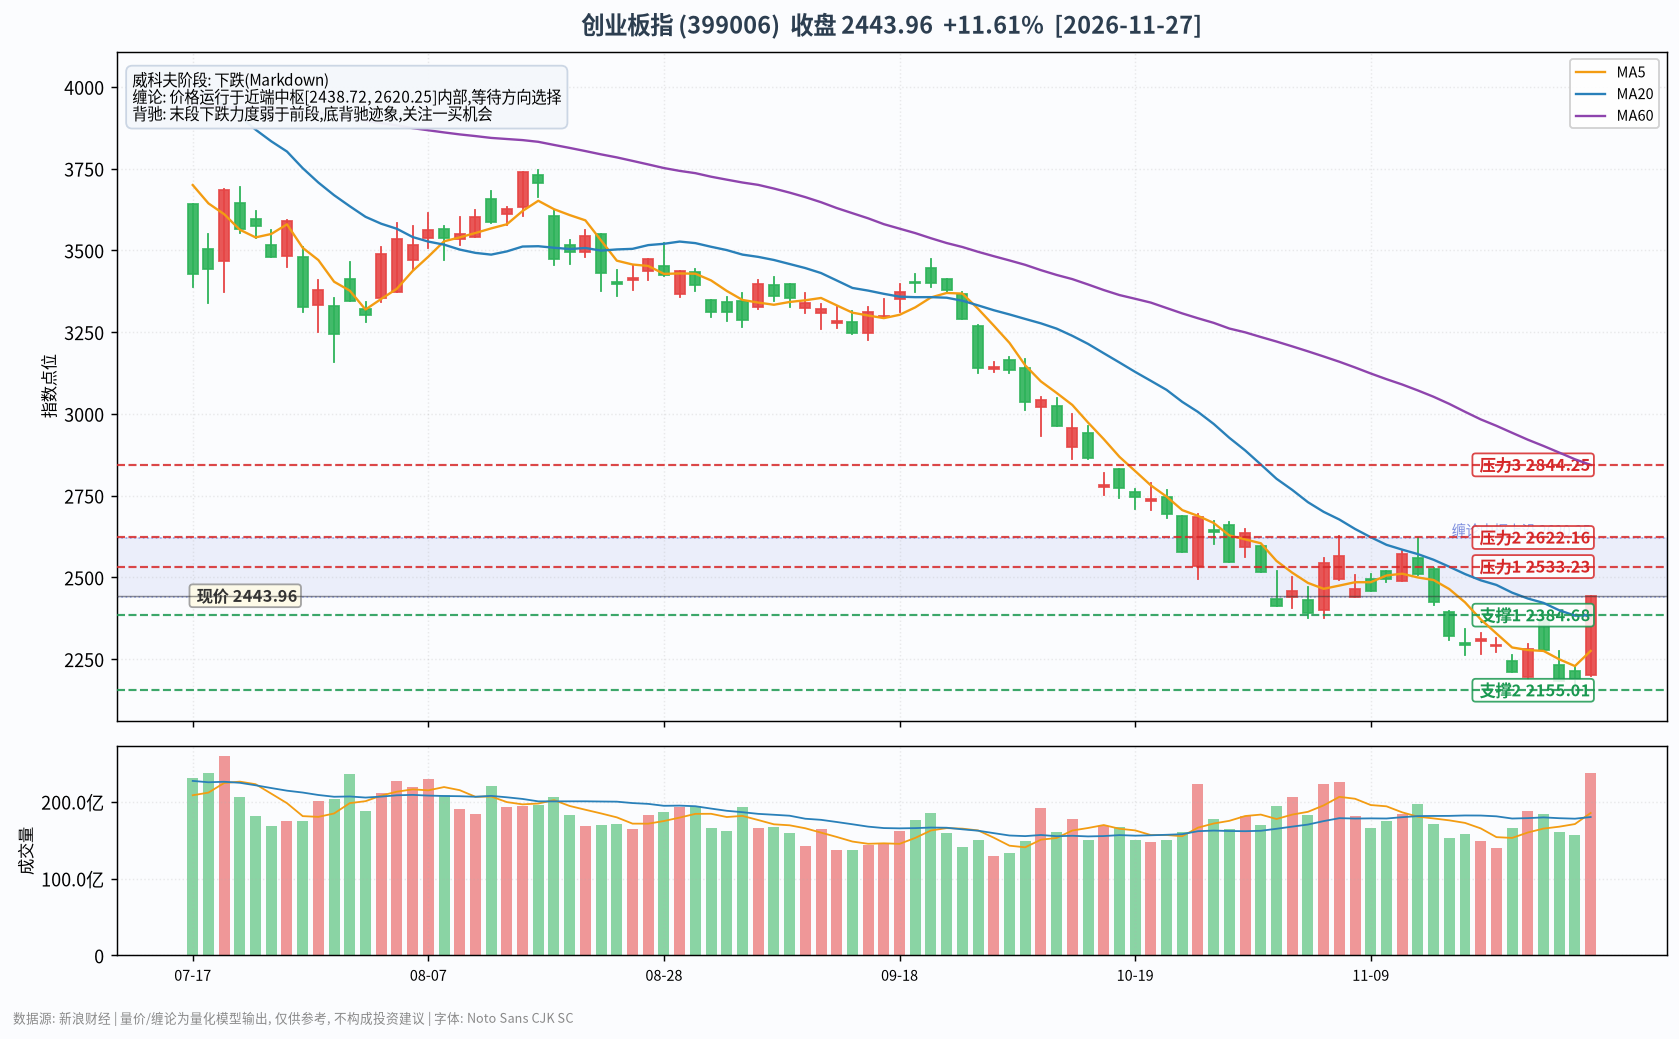 创业板指 (399006)  收盘 2443.96  +11.61%  [2026-11-27]
威科夫阶段: 下跌(Markdown)
缠论: 价格运行于近端中枢[2438.72, 2620.25]内部,等待方向选择
背驰: 末段下跌力度弱于前段,底背驰迹象,关注一买机会
MA5
MA20
MA60
指数点位
4000
3750
3500
3250
3000
2750
2500
2250
压力3 2844.25
压力2 2622.16
压力1 2533.23
现价 2443.96
支撑1 2384.68
支撑2 2155.01
成交量
200.0亿
100.0亿
0
07-17
08-07
08-28
09-18
10-19
11-09
数据源: 新浪财经 | 量价/缠论为量化模型输出, 仅供参考, 不构成投资建议 | 字体: Noto Sans CJK SC